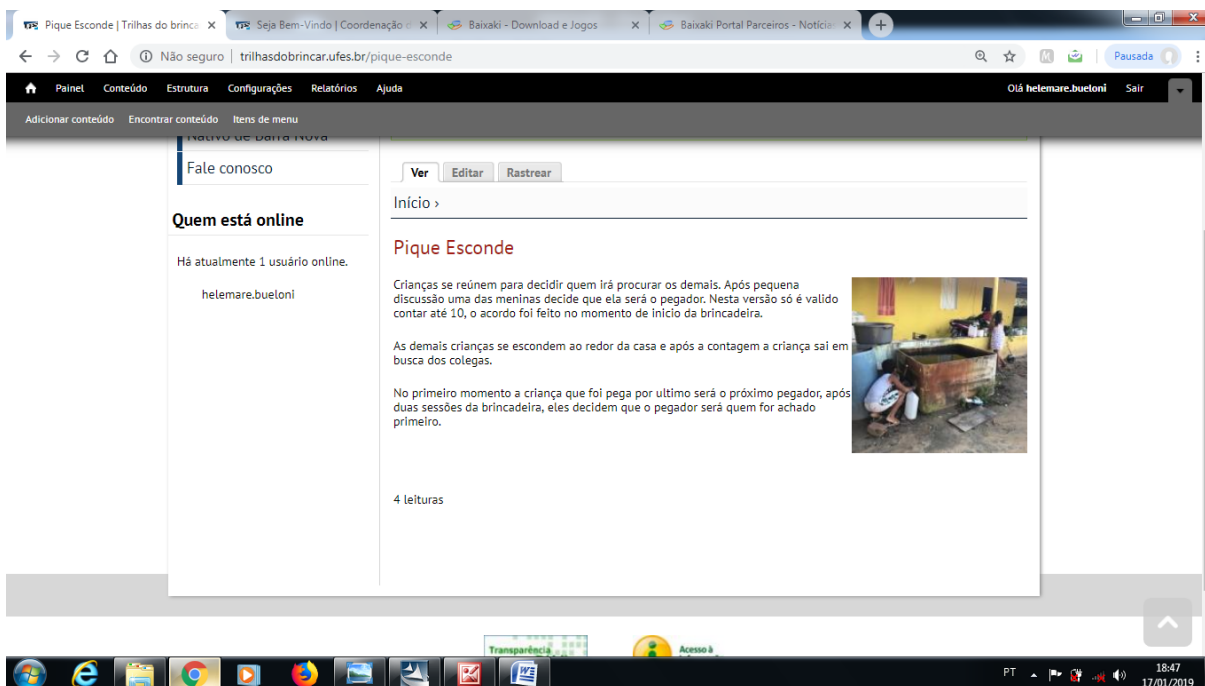 Pique Esconde | Trilhas do brinca
Seja Bem-Vindo | Coordenação d
Baixaki - Download e Jogos
Baixaki Portal Parceiros - Notícia
Não seguro | trilhasdobrincar.ufes.br/pique-esconde
Pausada
Painel Conteúdo Estrutura Configurações Relatórios Ajuda
Olá helemare.bueloni Sair
Adicionar conteúdo Encontrar conteúdo Itens de menu
Nativo de Barra Nova
Fale conosco
Ver Editar Rastrear
Início ›
Quem está online
Há atualmente 1 usuário online.
helemare.bueloni
Pique Esconde
Crianças se reúnem para decidir quem irá procurar os demais. Após pequena
discussão uma das meninas decide que ela será o pegador. Nesta versão só é valido
contar até 10, o acordo foi feito no momento de inicio da brincadeira.
As demais crianças se escondem ao redor da casa e após a contagem a criança sai em
busca dos colegas.
No primeiro momento a criança que foi pega por ultimo será o próximo pegador, após
duas sessões da brincadeira, eles decidem que o pegador será quem for achado
primeiro.
4 leituras
Transparência
Acesso à
PT
18:47
17/01/2019